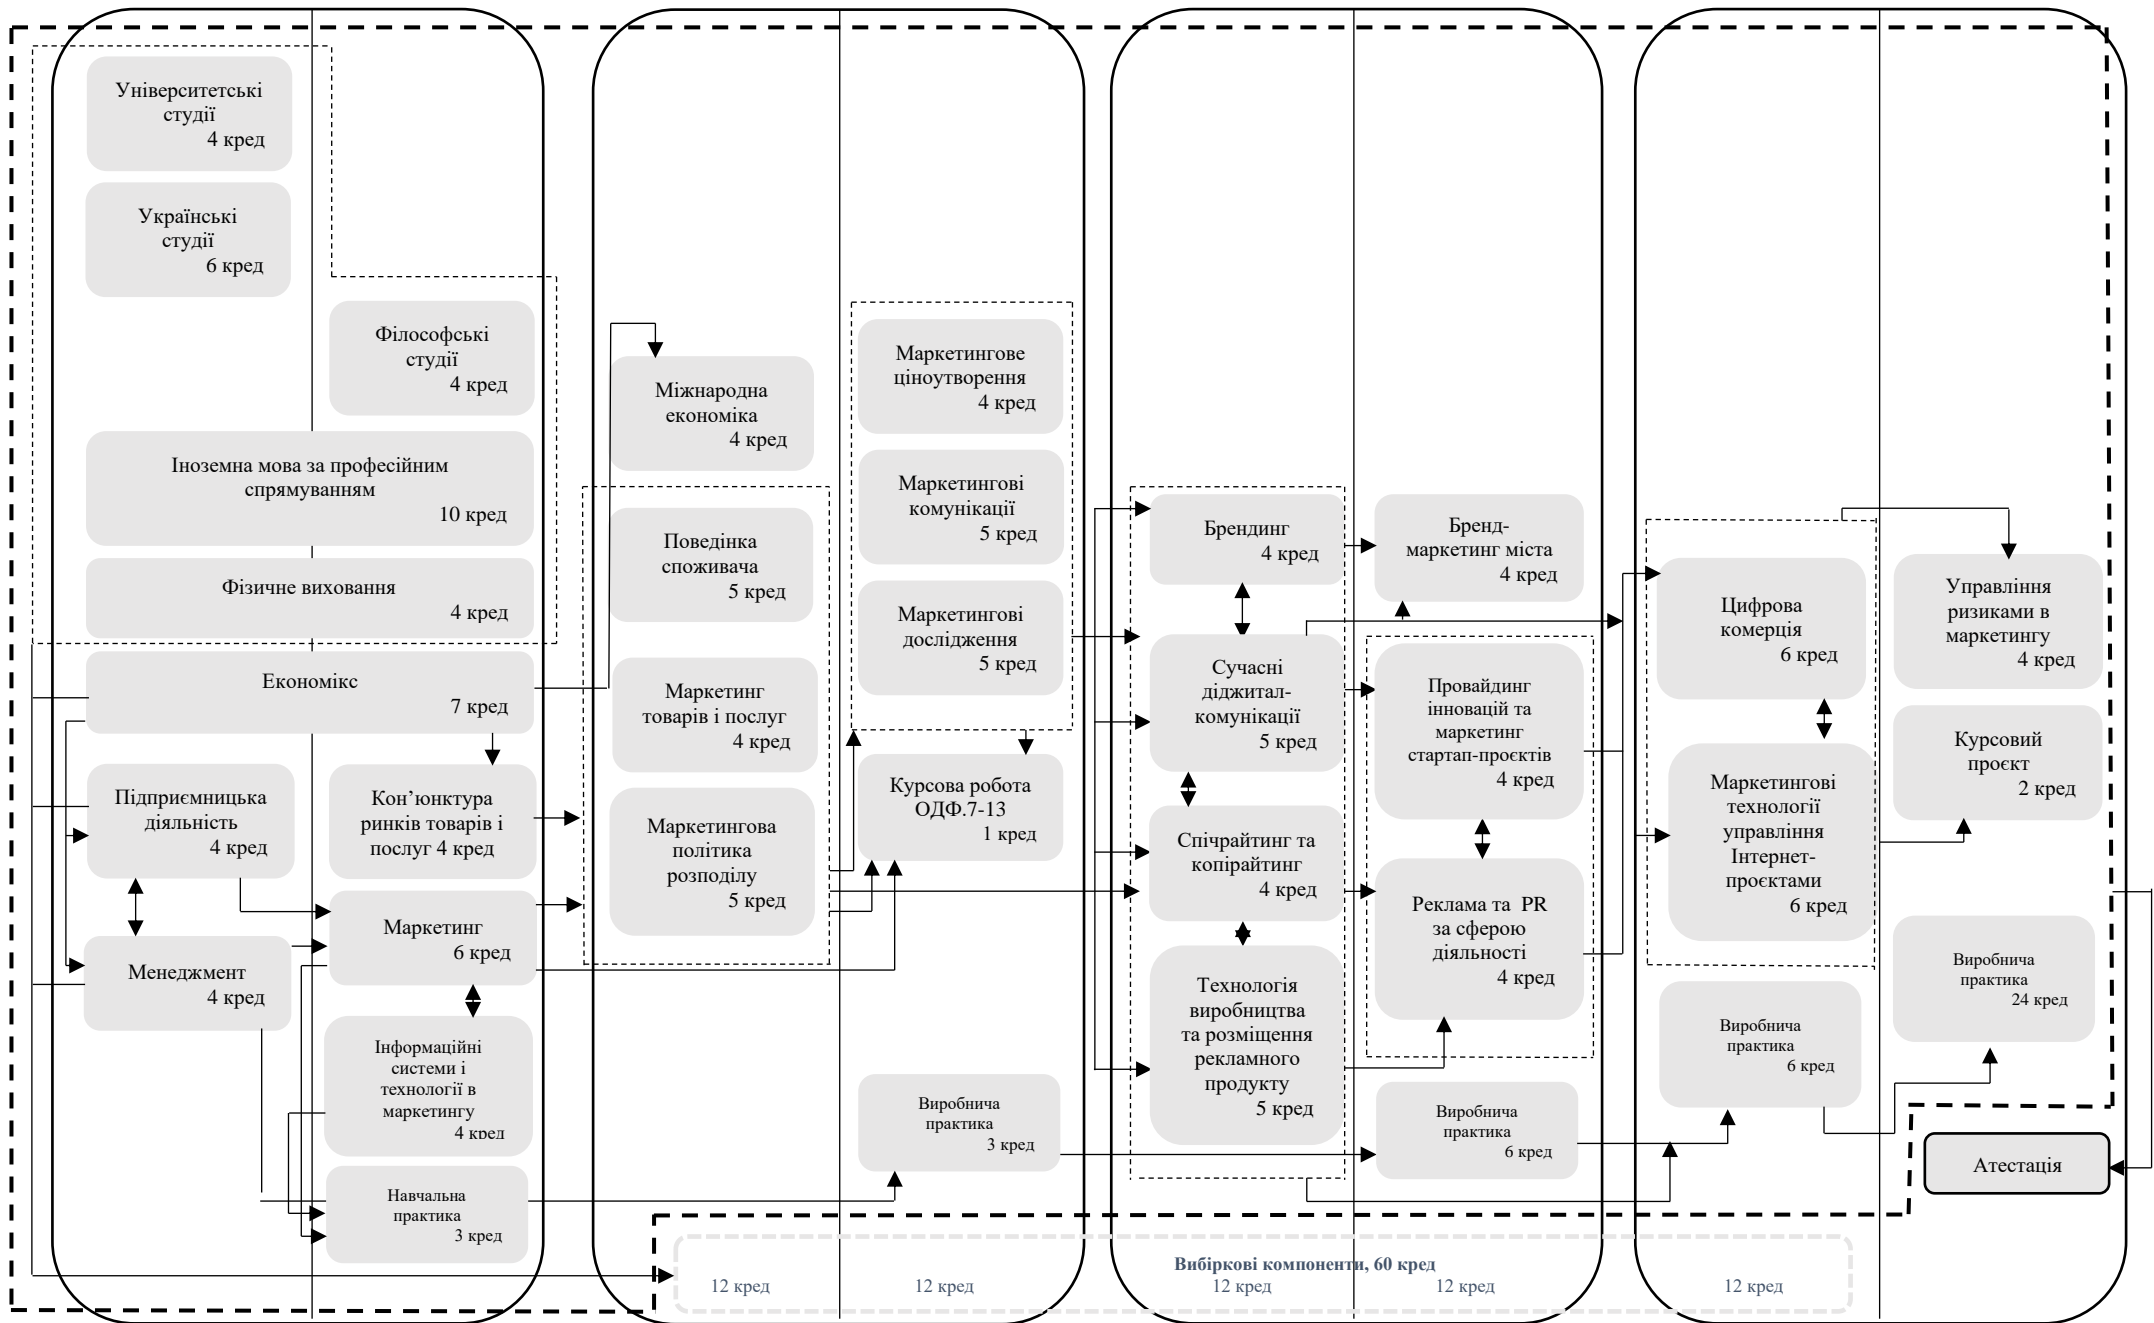 Університетські
студії
4 кред
Українські
студії
6 кред
Філософські
студії
4 кред
Іноземна мова за професійним
спрямуванням
10 кред
Фізичне виховання
4 кред
Економікс
7 кред
Підприємницька
діяльність
4 кред
Кон’юнктура
ринків товарів і
послуг 4 кред
Менеджмент
4 кред
Маркетинг
6 кред
Інформаційні
системи і
технології в
маркетингу
4 кред
Навчальна
практика
3 кред
Міжнародна
економіка
4 кред
Поведінка
споживача
5 кред
Маркетинг
товарів і послуг
4 кред
Маркетингова
політика
розподілу
5 кред
Маркетингове
ціноутворення
4 кред
Маркетингові
комунікації
5 кред
Маркетингові
дослідження
5 кред
Курсова робота
ОДФ.7-13
1 кред
Виробнича
практика
3 кред
Брендинг
4 кред
Сучасні
діджитал-
комунікації
5 кред
Спічрайтинг та
копірайтинг
4 кред
Технологія
виробництва
та розміщення
рекламного
продукту
5 кред
Бренд-
маркетинг міста
4 кред
Провайдинг
інновацій та
маркетинг
стартап-проєктів
4 кред
Реклама та PR
за сферою
діяльності
4 кред
Виробнича
практика
6 кред
Цифрова
комерція
6 кред
Маркетингові
технології
управління
Інтернет-
проєктами
6 кред
Виробнича
практика
6 кред
Управління
ризиками в
маркетингу
4 кред
Курсовий
проєкт
2 кред
Виробнича
практика
24 кред
Атестація
Вибіркові компоненти, 60 кред
12 кред 12 кред 12 кред 12 кред 12 кред